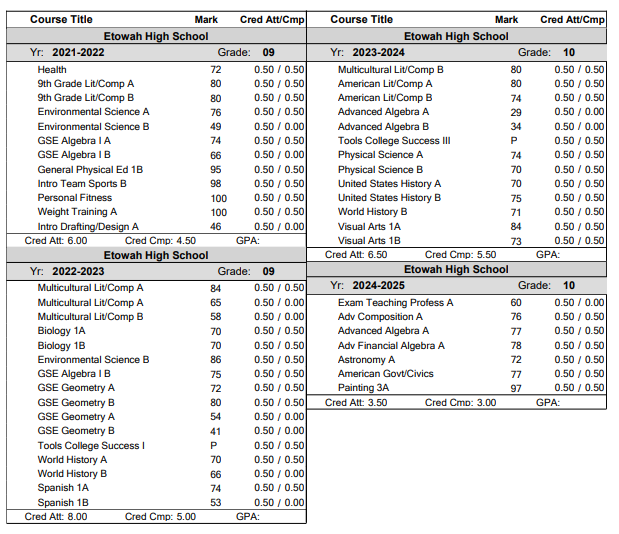 Course Title Mark Cred Att/Cmp
Etowah High School
Yr: 2021-2022 Grade: 09
Health 72 0.50 / 0.50
9th Grade Lit/Comp A 80 0.50 / 0.50
9th Grade Lit/Comp B 80 0.50 / 0.50
Environmental Science A 76 0.50 / 0.50
Environmental Science B 49 0.50 / 0.00
GSE Algebra I A 74 0.50 / 0.50
GSE Algebra I B 66 0.50 / 0.00
General Physical Ed 1B 95 0.50 / 0.50
Intro Team Sports B 98 0.50 / 0.50
Personal Fitness 100 0.50 / 0.50
Weight Training A 100 0.50 / 0.50
Intro Drafting/Design A 46 0.50 / 0.00
Cred Att: 6.00 Cred Cmp: 4.50 GPA:
Etowah High School
Yr: 2022-2023 Grade: 09
Multicultural Lit/Comp A 84 0.50 / 0.50
Multicultural Lit/Comp A 65 0.50 / 0.00
Multicultural Lit/Comp B 58 0.50 / 0.00
Biology 1A 70 0.50 / 0.50
Biology 1B 70 0.50 / 0.50
Environmental Science B 86 0.50 / 0.50
GSE Algebra I B 75 0.50 / 0.50
GSE Geometry A 72 0.50 / 0.50
GSE Geometry B 80 0.50 / 0.50
GSE Geometry A 54 0.50 / 0.00
GSE Geometry B 41 0.50 / 0.00
Tools College Success I P 0.50 / 0.50
World History A 70 0.50 / 0.50
World History B 66 0.50 / 0.00
Spanish 1A 74 0.50 / 0.50
Spanish 1B 53 0.50 / 0.00
Cred Att: 8.00 Cred Cmp: 5.00 GPA:
Course Title Mark Cred Att/Cmp
Etowah High School
Yr: 2023-2024 Grade: 10
Multicultural Lit/Comp B 80 0.50 / 0.50
American Lit/Comp A 80 0.50 / 0.50
American Lit/Comp B 74 0.50 / 0.50
Advanced Algebra A 29 0.50 / 0.00
Advanced Algebra B 34 0.50 / 0.00
Tools College Success III P 0.50 / 0.50
Physical Science A 74 0.50 / 0.50
Physical Science B 70 0.50 / 0.50
United States History A 70 0.50 / 0.50
United States History B 75 0.50 / 0.50
World History B 71 0.50 / 0.50
Visual Arts 1A 84 0.50 / 0.50
Visual Arts 1B 73 0.50 / 0.50
Cred Att: 6.50 Cred Cmp: 5.50 GPA:
Etowah High School
Yr: 2024-2025 Grade: 10
Exam Teaching Profess A 60 0.50 / 0.00
Adv Composition A 76 0.50 / 0.50
Advanced Algebra A 77 0.50 / 0.50
Adv Financial Algebra A 78 0.50 / 0.50
Astronomy A 72 0.50 / 0.50
American Govt/Civics 77 0.50 / 0.50
Painting 3A 97 0.50 / 0.50
Cred Att: 3.50 Cred Cmp: 3.00 GPA: